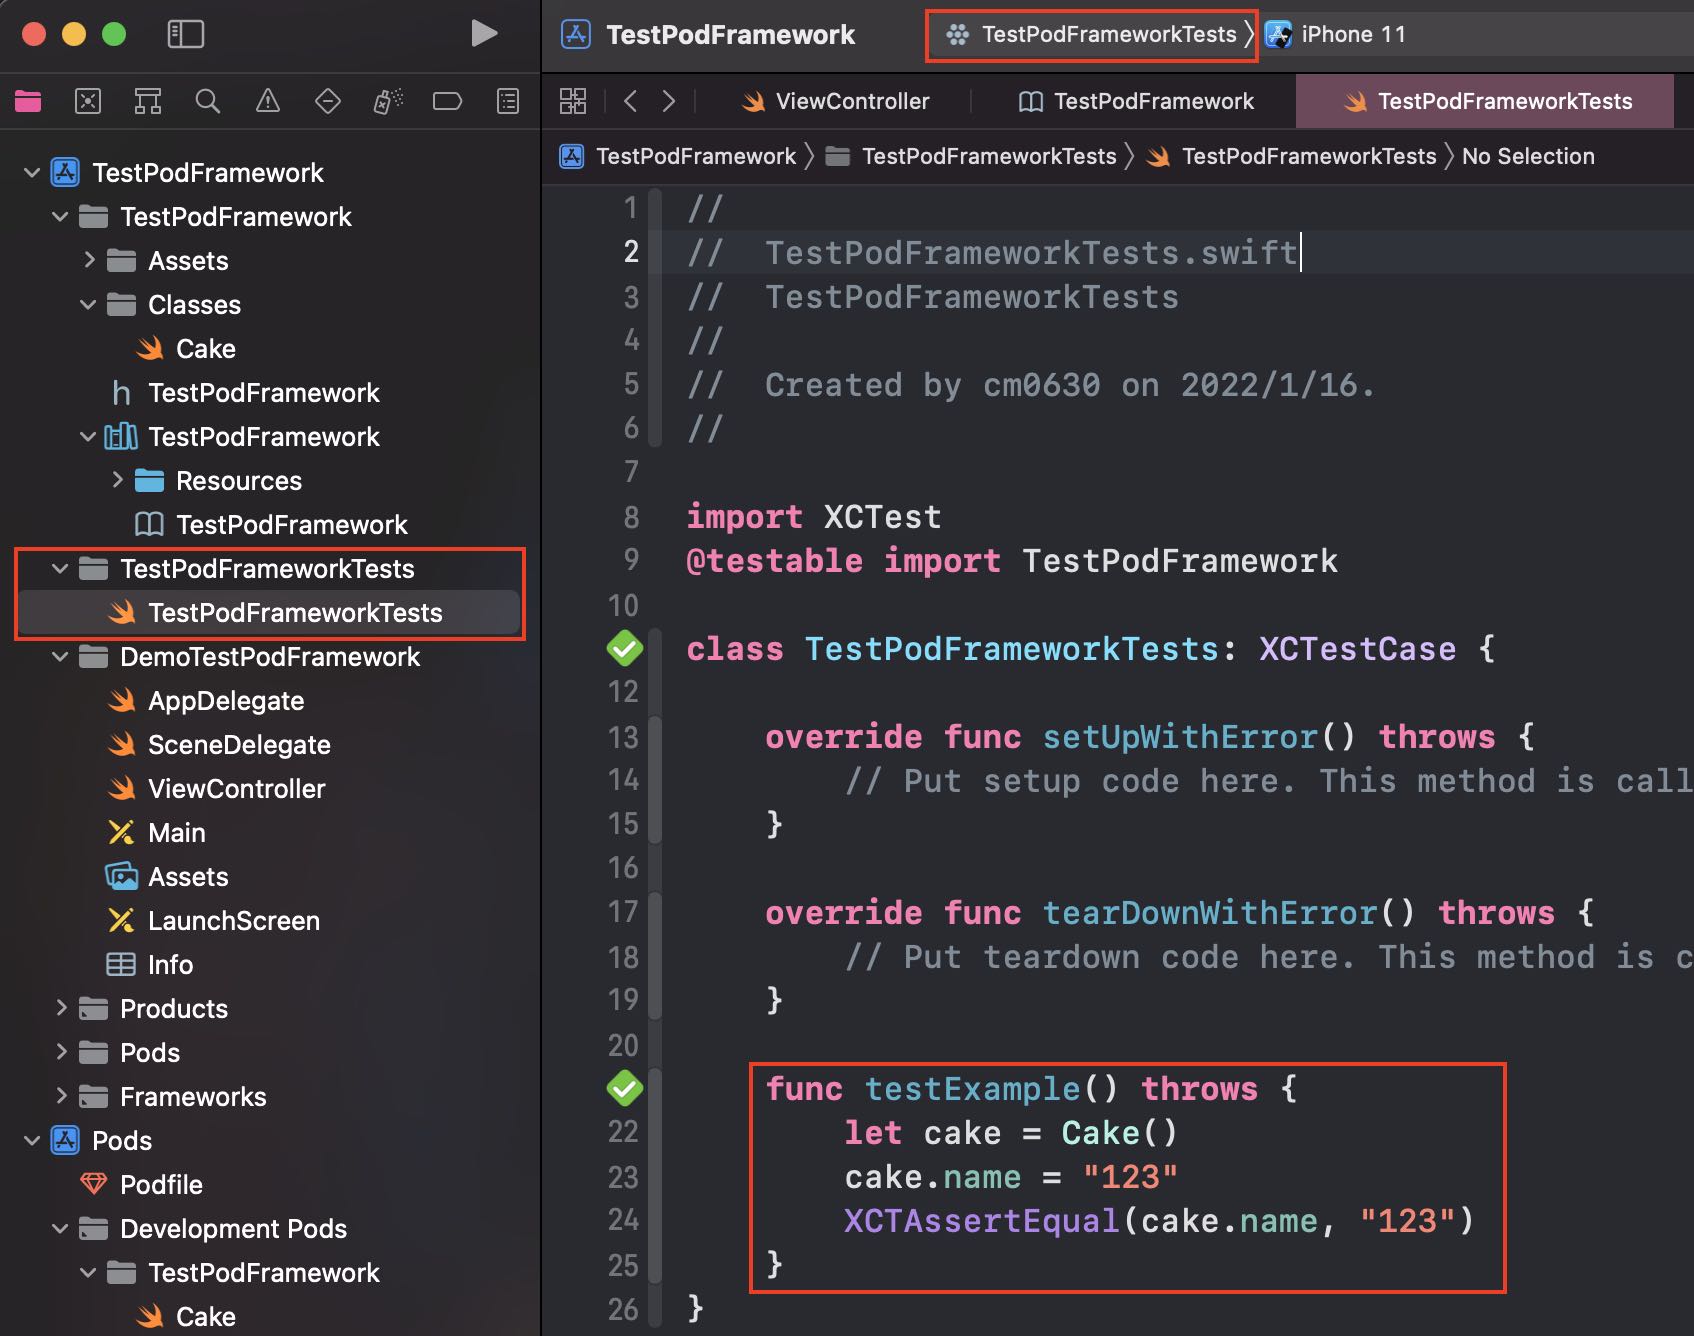 TestPodFramework
TestPodFrameworkTests 〉 iPhone 11
ViewController
TestPodFramework
TestPodFrameworkTests
TestPodFramework 〉 TestPodFrameworkTests 〉 TestPodFrameworkTests 〉 No Selection
TestPodFramework
TestPodFramework
Assets
Classes
Cake
h TestPodFramework
TestPodFramework
Resources
TestPodFramework
TestPodFrameworkTests
TestPodFrameworkTests
DemoTestPodFramework
AppDelegate
SceneDelegate
ViewController
Main
Assets
LaunchScreen
Info
Products
Pods
Frameworks
Pods
Podfile
Development Pods
TestPodFramework
Cake
1 //
2 //  TestPodFrameworkTests.swift
3 //  TestPodFrameworkTests
4 //
5 //  Created by cm0630 on 2022/1/16.
6 //
7
8 import XCTest
9 @testable import TestPodFramework
10
class TestPodFrameworkTests: XCTestCase {
12
13     override func setUpWithError() throws {
14         // Put setup code here. This method is call
15     }
16
17     override func tearDownWithError() throws {
18         // Put teardown code here. This method is c
19     }
20
    func testExample() throws {
22         let cake = Cake()
23         cake.name = "123"
24         XCTAssertEqual(cake.name, "123")
25     }
26 }